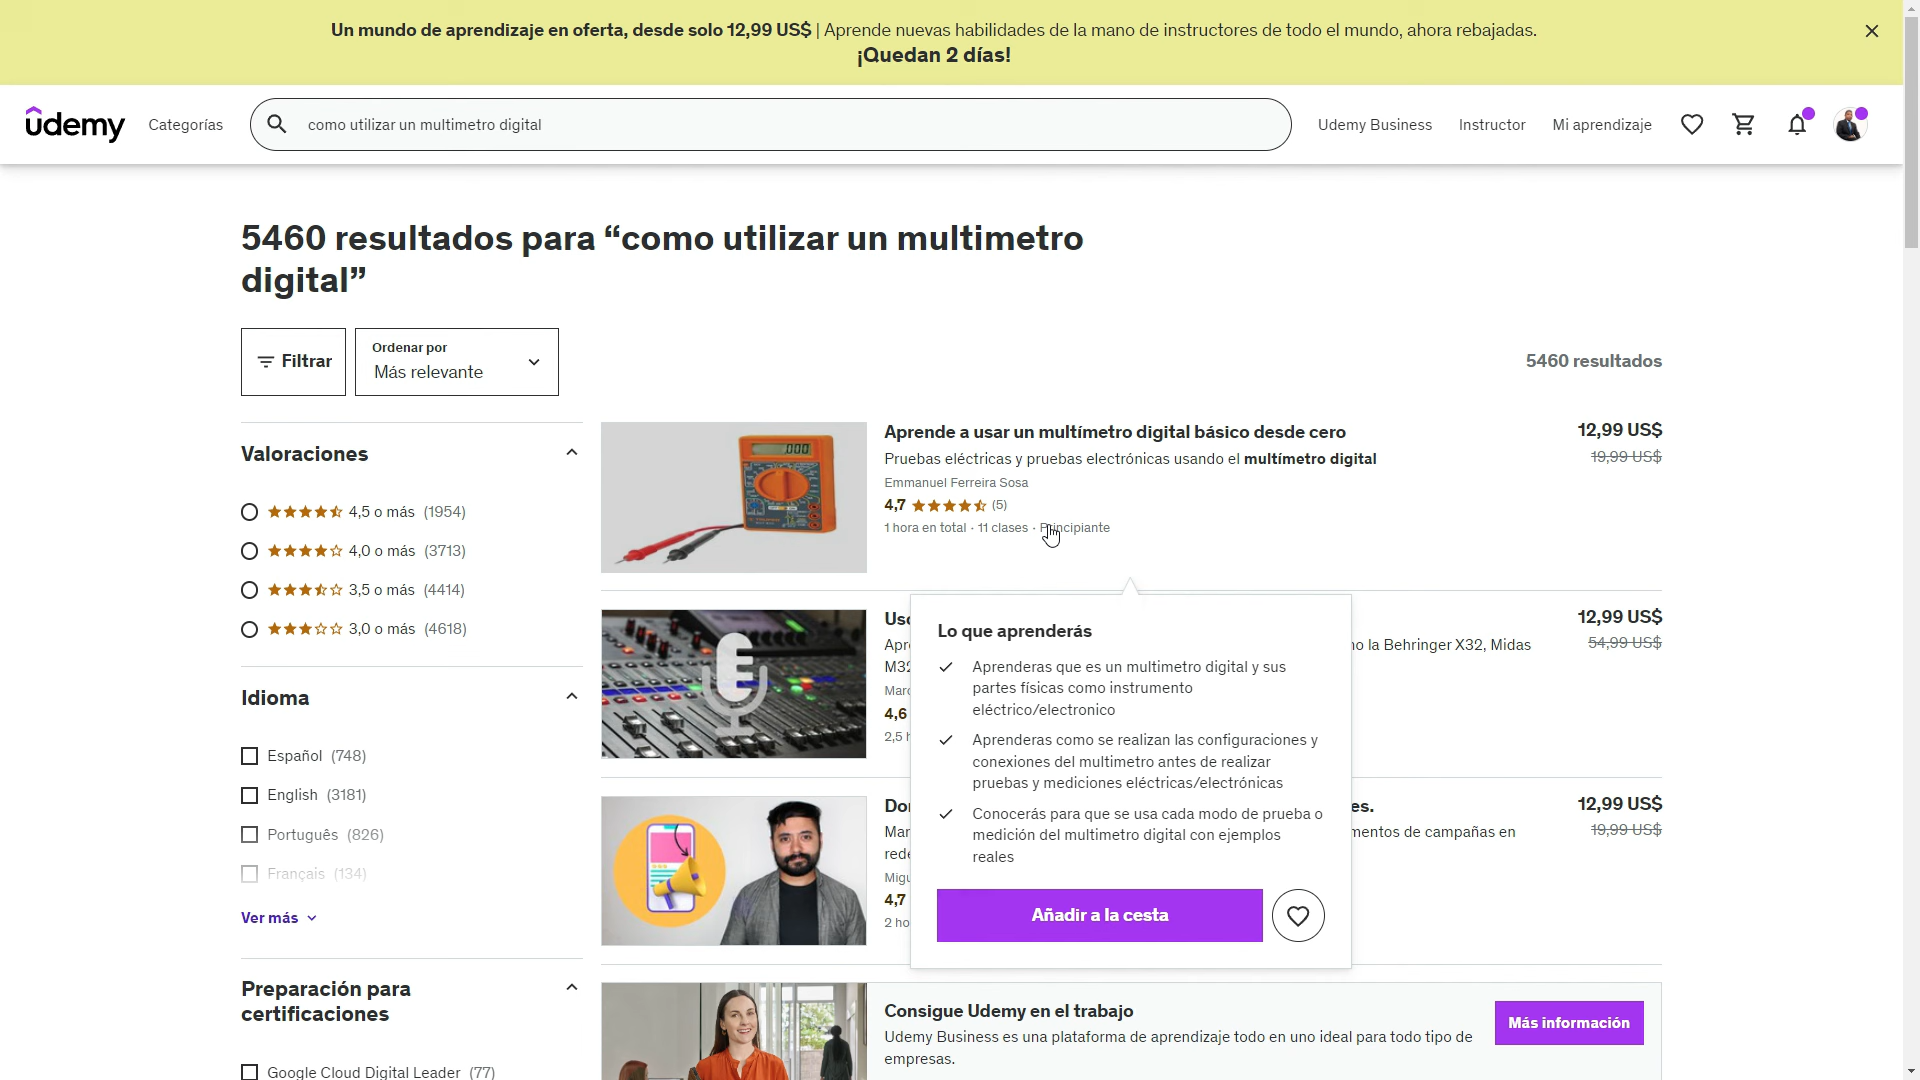 Un mundo de aprendizaje en oferta, desde solo 12,99 US$ | Aprende nuevas habilidades de la mano de instructores de todo el mundo, ahora rebajadas.
¡Quedan 2 días!
ûdemy
Categorías
como utilizar un multimetro digital
Udemy Business
Instructor
Mi aprendizaje
5460 resultados para “como utilizar un multimetro
digital”
Filtrar
Ordenar por
Más relevante
5460 resultados
Valoraciones
4,5 o más (1954)
4,0 o más (3713)
3,5 o más (4414)
3,0 o más (4618)
Idioma
Español (748)
English (3181)
Português (826)
Français (134)
Ver más
Preparación para
certificaciones
Google Cloud Digital Leader (77)
000
Aprende a usar un multímetro digital básico desde cero
Pruebas eléctricas y pruebas electrónicas usando el multímetro digital
Emmanuel Ferreira Sosa
4,7 (5)
1 hora en total · 11 clases · Principiante
12,99 US$
19,99 US$
12,99 US$
54,99 US$
no la Behringer X32, Midas
M32
4,6
2,5 h
Lo que aprenderás
Aprenderas que es un multimetro digital y sus
partes físicas como instrumento
eléctrico/electronico
Aprenderas como se realizan las configuraciones y
conexiones del multimetro antes de realizar
pruebas y mediciones eléctricas/electrónicas
Conocerás para que se usa cada modo de prueba o
medición del multimetro digital con ejemplos
reales
Añadir a la cesta
es.
mentos de campañas en
4,7
2 ho
12,99 US$
19,99 US$
Consigue Udemy en el trabajo
Udemy Business es una plataforma de aprendizaje todo en uno ideal para todo tipo de
empresas.
Más información